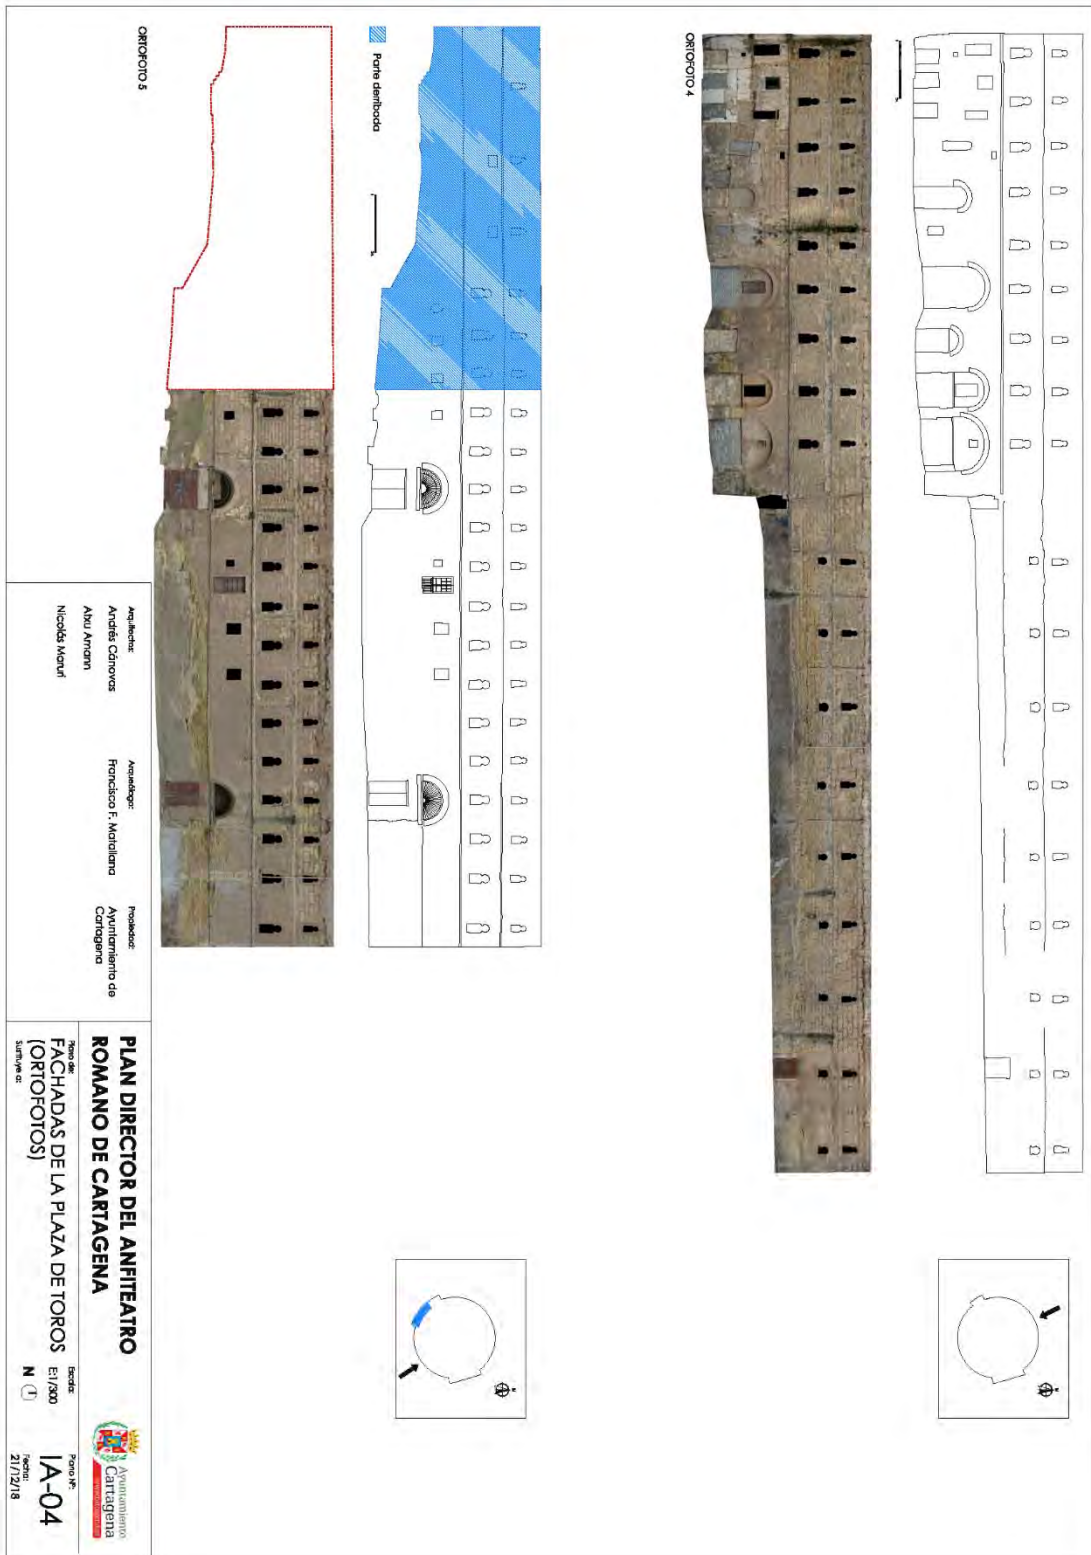 ORTOFOTO 4
ORTOFOTO 5
Parte derribada
Arquitectos:
Andrés Cánovas
Atxu Amann
Nicolás Maruri
Arqueólogo:
Francisco F. Matallana
Propiedad:
Ayuntamiento de
Cartagena
PLAN DIRECTOR DEL ANFITEATRO
ROMANO DE CARTAGENA
Plano de:
FACHADAS DE LA PLAZA DE TOROS
(ORTOFOTOS)
Sustituye a:
Escala:
E:1/300
N
Ayuntamiento
Cartagena
Plano Nº:
IA-04
Fecha:
21/12/18